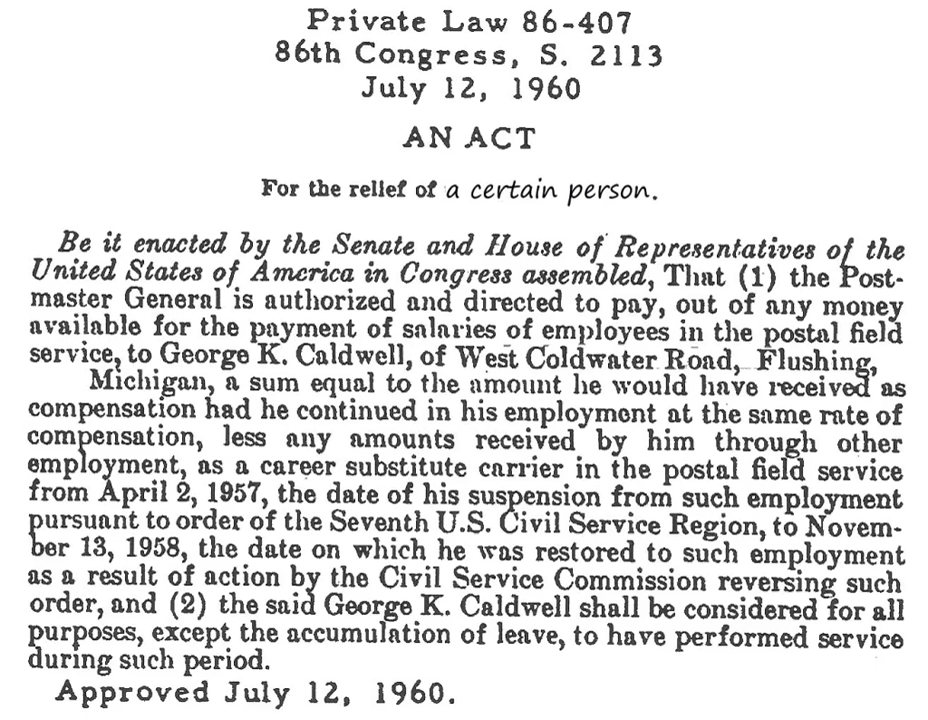 Private Law 86-407
86th Congress, S. 2113
July 12, 1960
AN ACT
For the relief of a certain person.
Be it enacted by the Senate and House of Representatives of the
United States of America in Congress assembled, That (1) the Post-
master General is authorized and directed to pay, out of any money
available for the payment of salaries of employees in the postal field
service, to George K. Caldwell, of West Coldwater Road, Flushing,
Michigan, a sum equal to the amount he would have received as
compensation had he continued in his employment at the same rate of
compensation, less any amounts received by him through other
employment, as a career substitute carrier in the postal field service
from April 2, 1957, the date of his suspension from such employment
pursuant to order of the Seventh U.S. Civil Service Region, to Novem-
ber 13, 1958, the date on which he was restored to such employment
as a result of action by the Civil Service Commission reversing such
order, and (2) the said George K. Caldwell shall be considered for all
purposes, except the accumulation of leave, to have performed service
during such period.
Approved July 12, 1960.